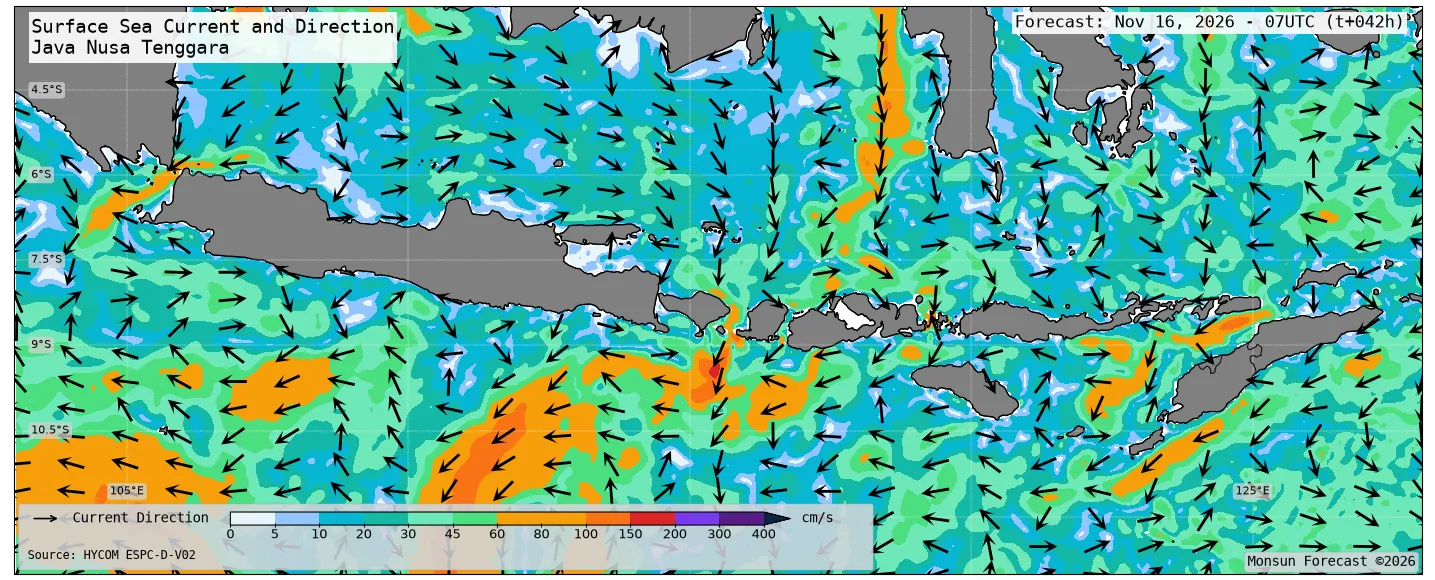 Surface Sea Current and Direction
Java Nusa Tenggara
Forecast: Nov 16, 2026 - 07UTC (t+042h)
4.5°S
6°S
7.5°S
9°S
10.5°S
105°E
125°E
Current Direction
0 5 10 20 30 45 60 80 100 150 200 300 400
cm/s
Source: HYCOM ESPC-D-V02
Monsun Forecast ©2026